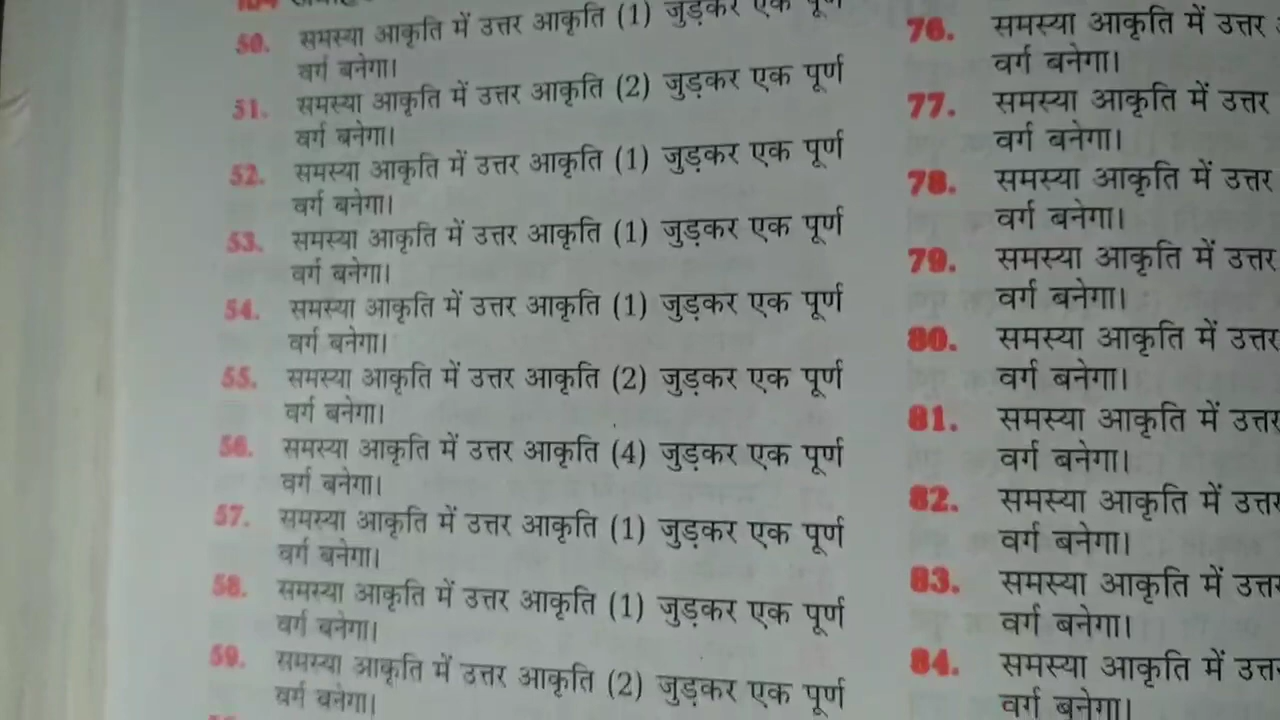 50. समस्या आकृति में उत्तर आकृति (1) जुड़कर एक पूर्ण
वर्ग बनेगा।
51. समस्या आकृति में उत्तर आकृति (2) जुड़कर एक पूर्ण
वर्ग बनेगा।
52. समस्या आकृति में उत्तर आकृति (1) जुड़कर एक पूर्ण
वर्ग बनेगा।
53. समस्या आकृति में उत्तर आकृति (1) जुड़कर एक पूर्ण
वर्ग बनेगा।
54. समस्या आकृति में उत्तर आकृति (1) जुड़कर एक पूर्ण
वर्ग बनेगा।
55. समस्या आकृति में उत्तर आकृति (2) जुड़कर एक पूर्ण
वर्ग बनेगा।
56. समस्या आकृति में उत्तर आकृति (4) जुड़कर एक पूर्ण
वर्ग बनेगा।
57. समस्या आकृति में उत्तर आकृति (1) जुड़कर एक पूर्ण
वर्ग बनेगा।
58. समस्या आकृति में उत्तर आकृति (1) जुड़कर एक पूर्ण
वर्ग बनेगा।
59. समस्या आकृति में उत्तर आकृति (2) जुड़कर एक पूर्ण
वर्ग बनेगा।
76. समस्या आकृति में उत्तर
वर्ग बनेगा।
77. समस्या आकृति में उत्तर
वर्ग बनेगा।
78. समस्या आकृति में उत्तर
वर्ग बनेगा।
79. समस्या आकृति में उत्तर
वर्ग बनेगा।
80. समस्या आकृति में उत्तर
वर्ग बनेगा।
81. समस्या आकृति में उत्तर
वर्ग बनेगा।
82. समस्या आकृति में उत्तर
वर्ग बनेगा।
83. समस्या आकृति में उत्तर
वर्ग बनेगा।
84. समस्या आकृति में उत्तर
वर्ग बनेगा।